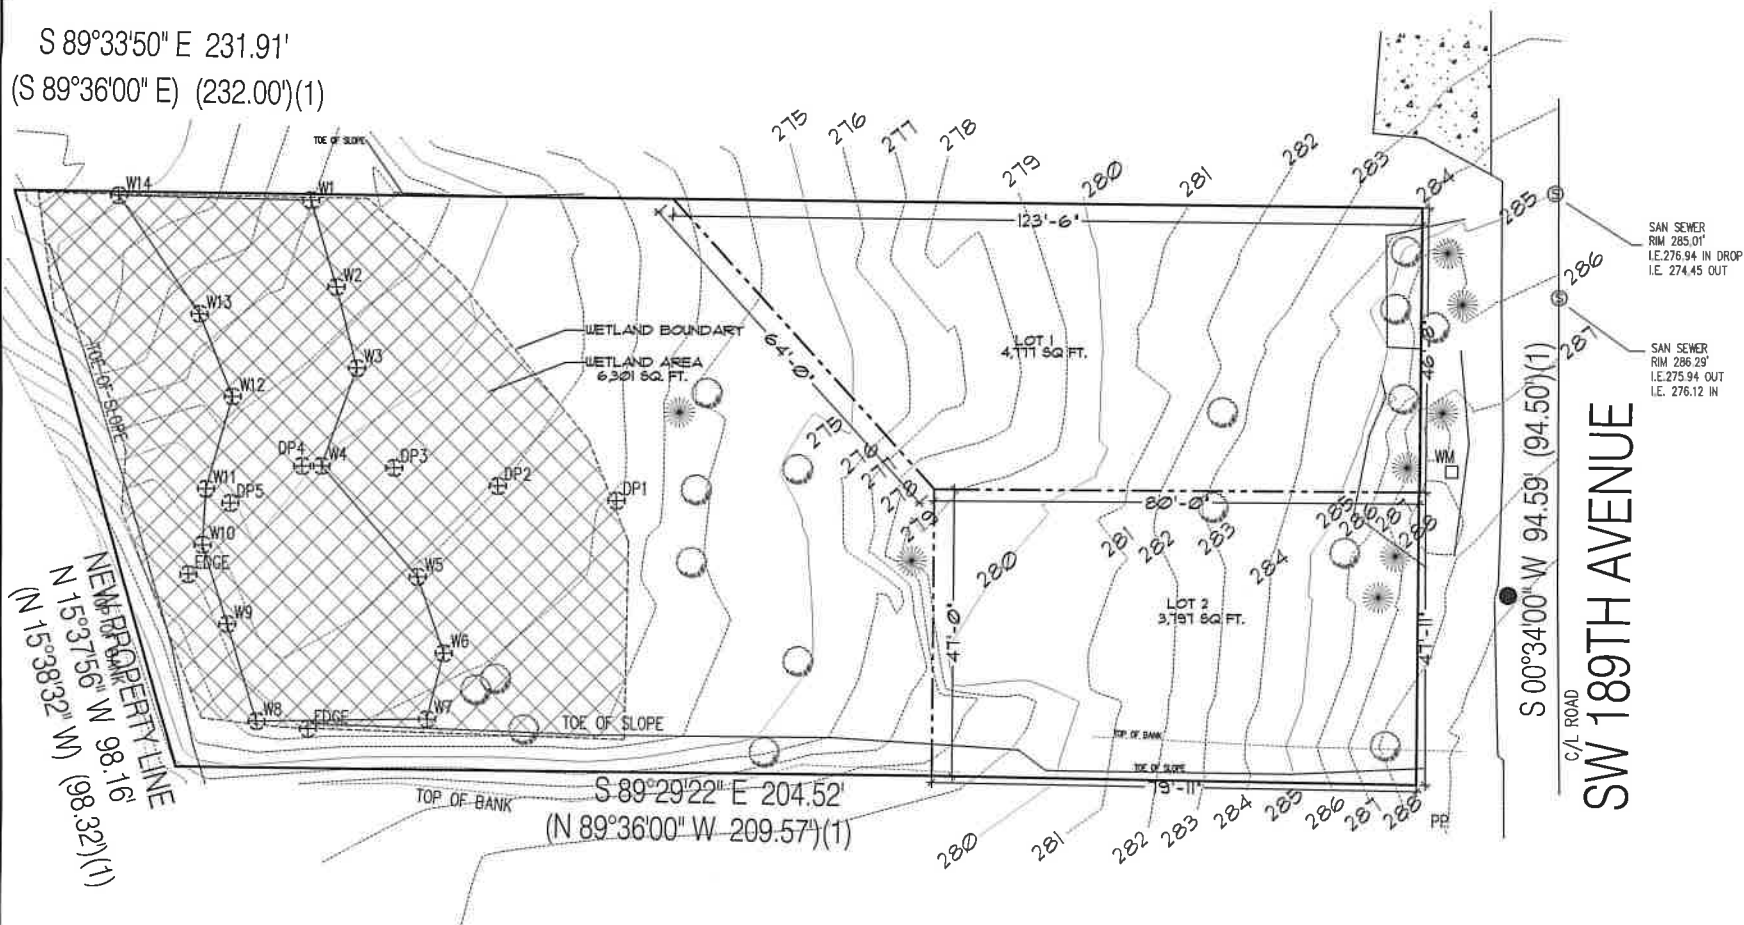 S 89°33'50" E 231.91'
(S 89°36'00" E) (232.00')(1)
TOE OF SLOPE
275
276
277
278
279
280
281
282
283
284
285
286
287
SAN SEWER
RIM 285.01'
I.E.276.94 IN DROP
I.E. 274.45 OUT
SAN SEWER
RIM 286.29'
I.E.275.94 OUT
I.E. 276.12 IN
W14
W1
W2
W13
W3
W12
DP4
W4
DP3
DP2
DP1
W11
DP5
W10
EDGE
W5
W9
W6
W8
EDGE
W7
TOE OF SLOPE
TOE OF SLOPE
WETLAND BOUNDARY
WETLAND AREA
6,301 SQ. FT.
123'-6"
64'-0"
LOT 1
4,777 SQ FT.
WM
275
276
277
278
279
280
80'-0"
281
282
283
284
285
286
287
288
47'-0"
LOT 2
3,797 SQ FT.
47'-11"
TOP OF BANK
TOE OF SLOPE
79'-11"
280
281
282
283
284
285
286
287
288
PP
NEW PROPERTY LINE
N 15°37'56" W 98.16'
(N 15°38'32" W) (98.32')(1)
TOP OF BANK
S 89°29'22" E 204.52'
(N 89°36'00" W 209.57')(1)
S 00°34'00" W 94.59' (94.50')(1)
C/L ROAD
SW 189TH AVENUE